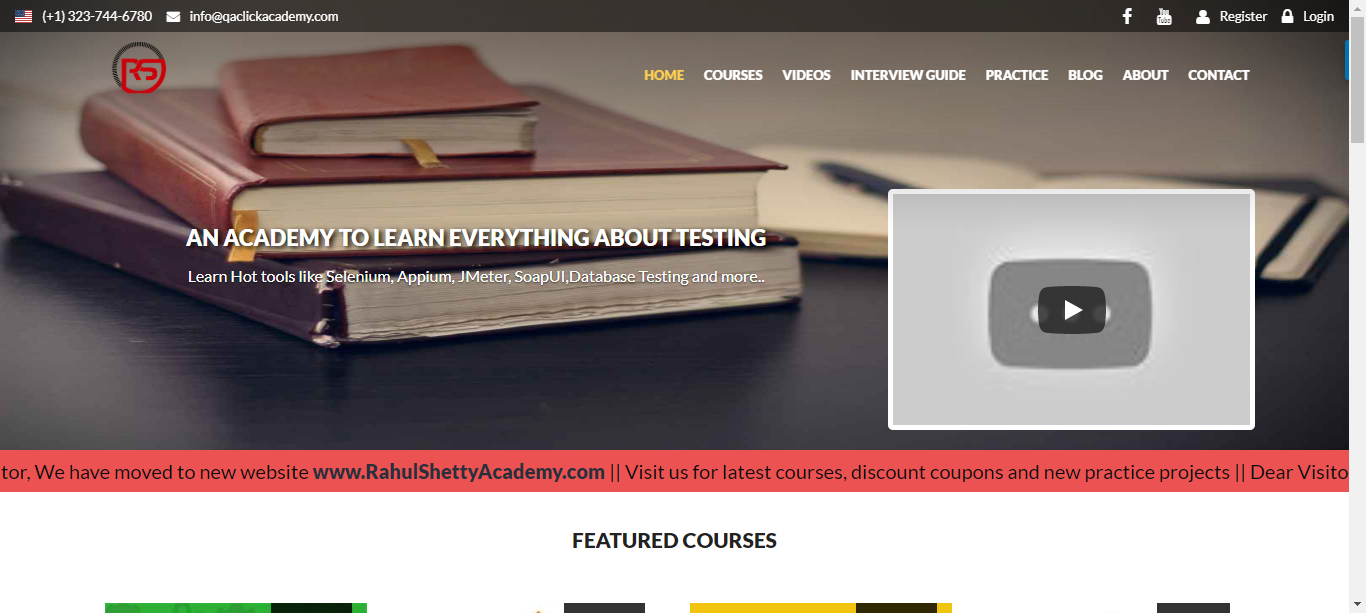 (+1) 323-744-6780 info@qaclickacademy.com You Tube Register Login
RS
HOME COURSES VIDEOS INTERVIEW GUIDE PRACTICE BLOG ABOUT CONTACT
AN ACADEMY TO LEARN EVERYTHING ABOUT TESTING
Learn Hot tools like Selenium, Appium, JMeter, SoapUI,Database Testing and more..
tor, We have moved to new website www.RahulShettyAcademy.com || Visit us for latest courses, discount coupons and new practice projects || Dear Visito
FEATURED COURSES